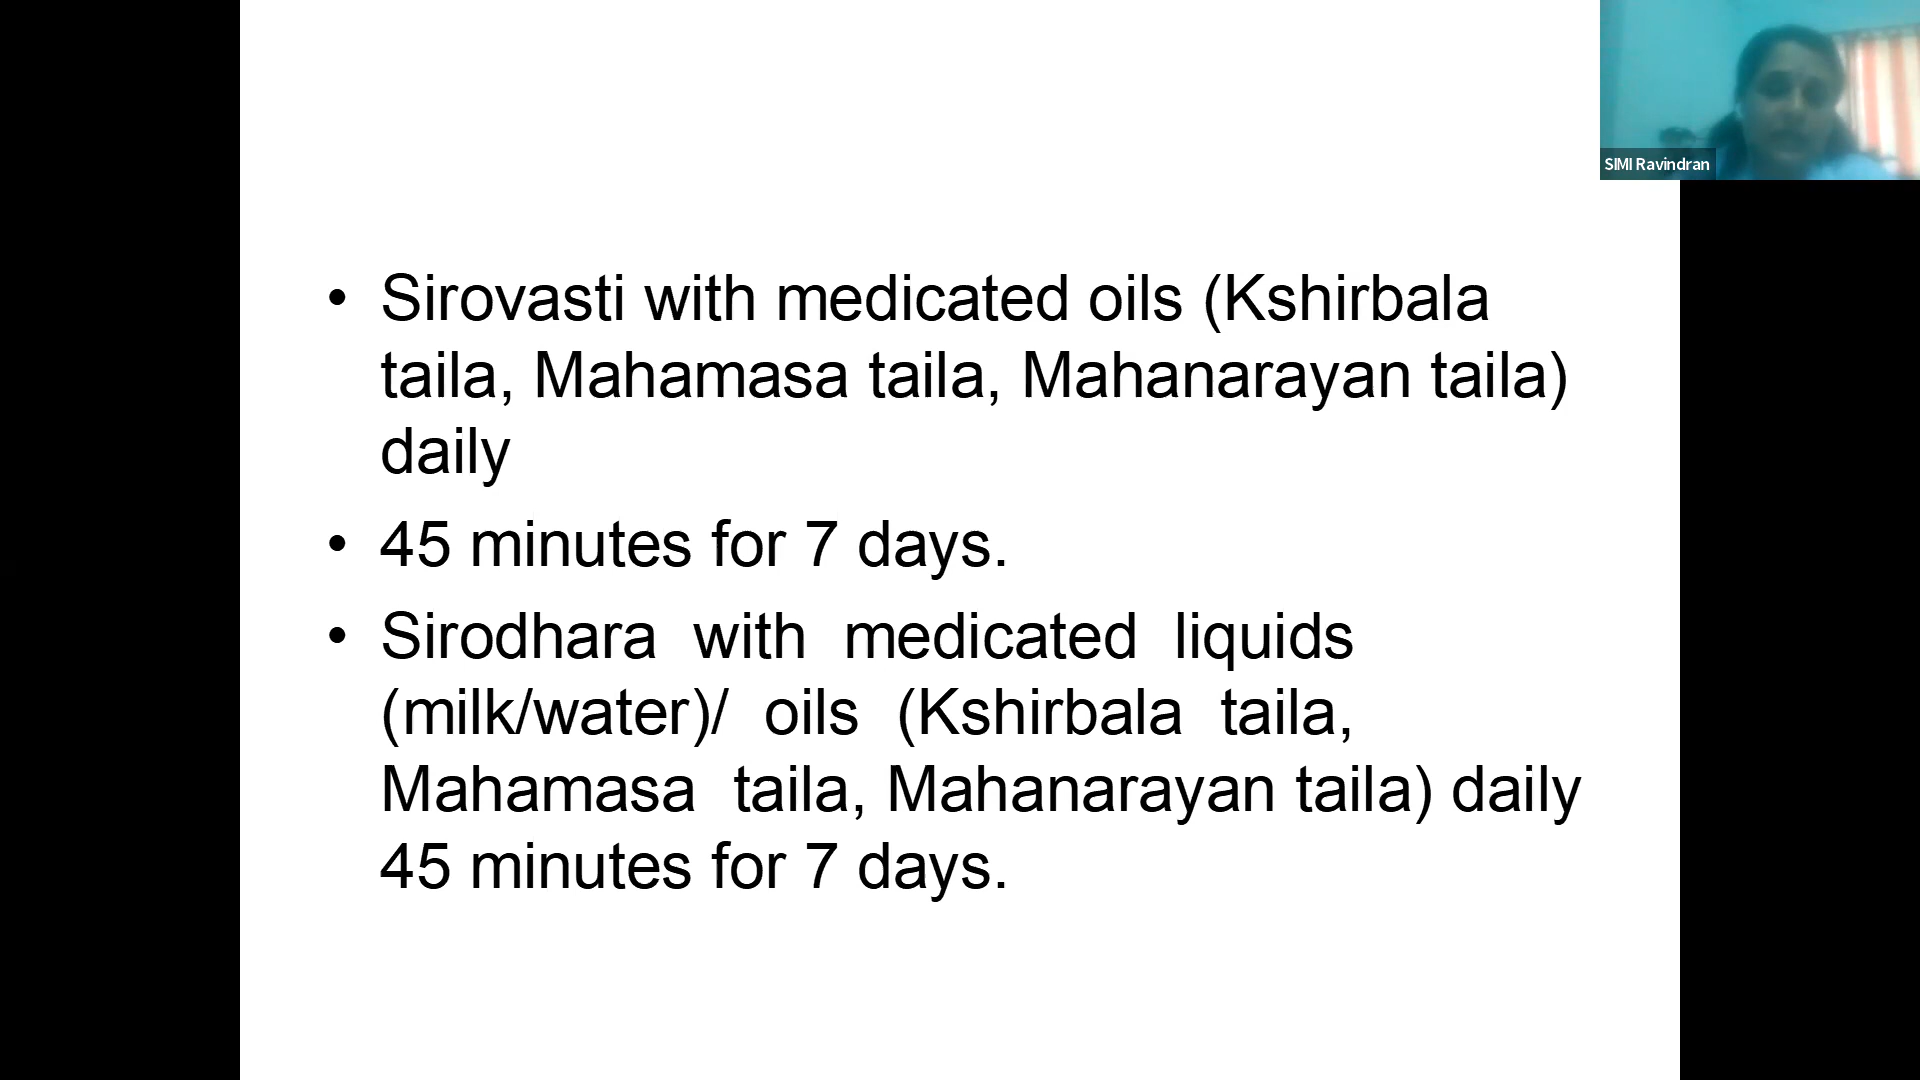 SIMI Ravindran
• Sirovasti with medicated oils (Kshirbala
taila, Mahamasa taila, Mahanarayan taila)
daily
• 45 minutes for 7 days.
• Sirodhara with medicated liquids
(milk/water)/ oils (Kshirbala taila,
Mahamasa taila, Mahanarayan taila) daily
45 minutes for 7 days.